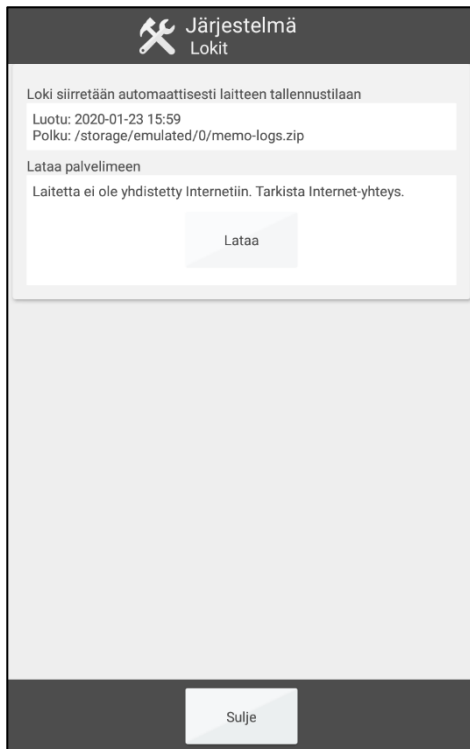 Järjestelmä
Lokit
Loki siirretään automaattisesti laitteen tallennustilaan
Luotu: 2020-01-23 15:59
Polku: /storage/emulated/0/memo-logs.zip
Lataa palvelimeen
Laitetta ei ole yhdistetty Internetiin. Tarkista Internet-yhteys.
Lataa
Sulje